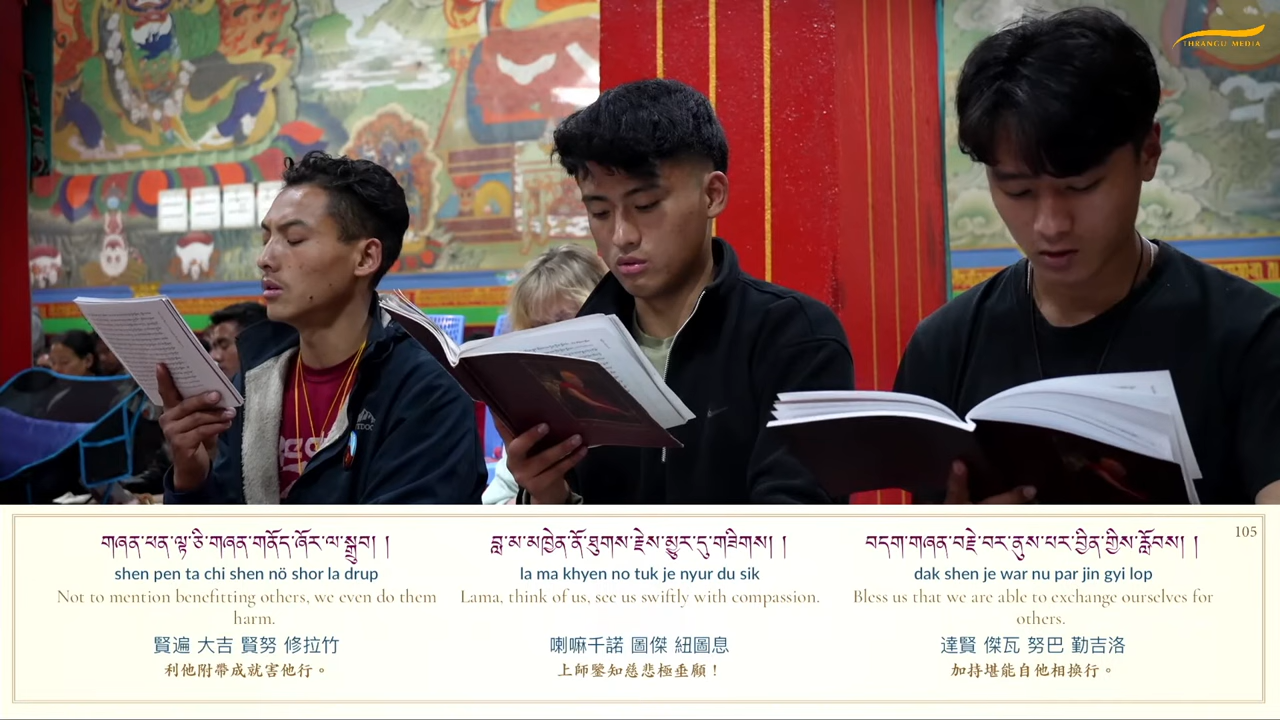 THRANGU MEDIA
105
གཞན་ཕན་ལྟ་ཅི་གཞན་གནོད་ཤོར་ལ་སྒྲུབ། །
shen pen ta chi shen nö shor la drup
Not to mention benefitting others, we even do them
harm.
賢遍 大吉 賢努 修拉竹
利他附帶成就害他行。
བླ་མ་མཁྱེན་ནོ་ཐུགས་རྗེས་མྱུར་དུ་གཟིགས། །
la ma khyen no tuk je nyur du sik
Lama, think of us, see us swiftly with compassion.
喇嘛千諾 圖傑 紐圖息
上師鑒知慈悲極垂顧！
བདག་གཞན་བརྗེ་བར་ནུས་པར་བྱིན་གྱིས་རློབས། །
dak shen je war nu par jin gyi lop
Bless us that we are able to exchange ourselves for
others.
達賢 傑瓦 努巴 勤吉洛
加持堪能自他相換行。